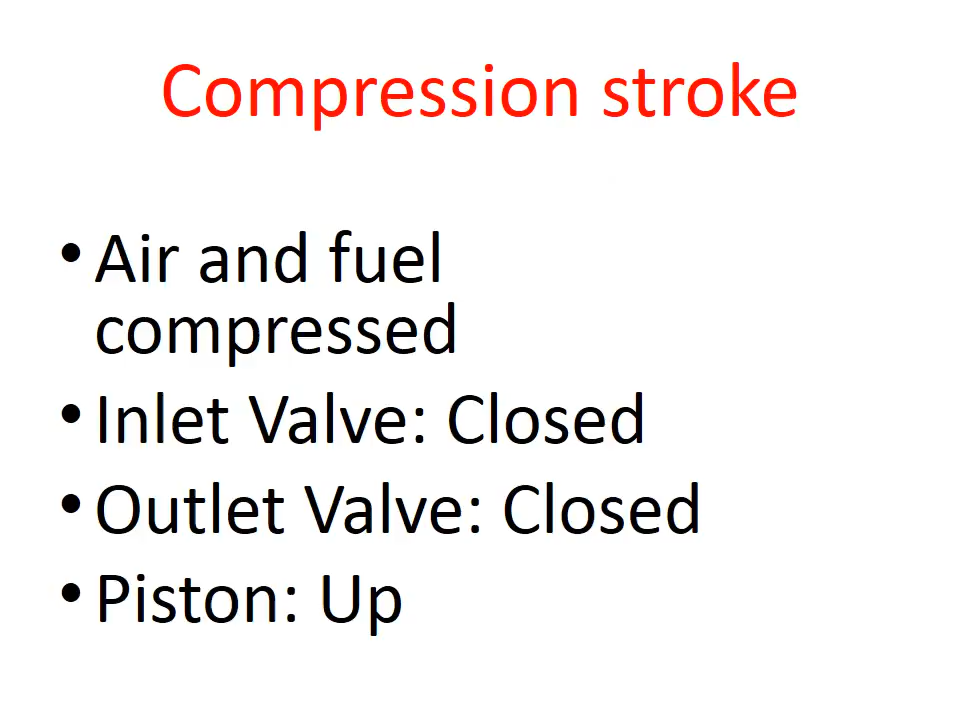 Compression stroke
• Air and fuel
compressed
• Inlet Valve: Closed
• Outlet Valve: Closed
• Piston: Up